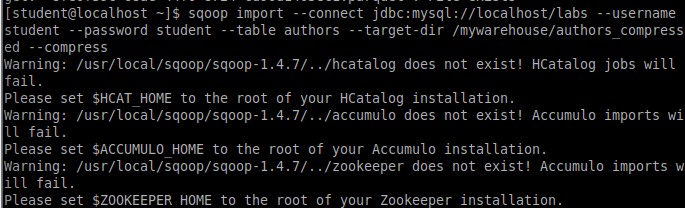 [student@localhost ~]$ sqoop import --connect jdbc:mysql://localhost/labs --username
student --password student --table authors --target-dir /mywarehouse/authors_compress
ed --compress
Warning: /usr/local/sqoop/sqoop-1.4.7/../hcatalog does not exist! HCatalog jobs will
fail.
Please set $HCAT_HOME to the root of your HCatalog installation.
Warning: /usr/local/sqoop/sqoop-1.4.7/../accumulo does not exist! Accumulo imports wi
ll fail.
Please set $ACCUMULO_HOME to the root of your Accumulo installation.
Warning: /usr/local/sqoop/sqoop-1.4.7/../zookeeper does not exist! Accumulo imports w
ill fail.
Please set $ZOOKEEPER_HOME to the root of your Zookeeper installation.